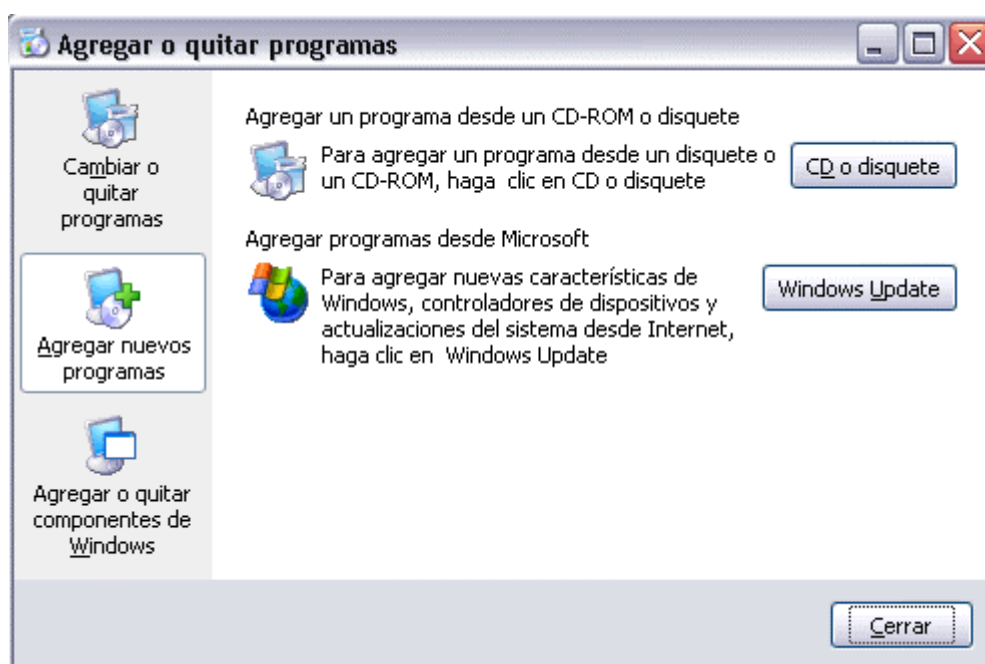 Agregar o quitar programas
Cambiar o
quitar
programas
Agregar nuevos
programas
Agregar o quitar
componentes de
Windows
Agregar un programa desde un CD-ROM o disquete
Para agregar un programa desde un disquete o
un CD-ROM, haga clic en CD o disquete
CD o disquete
Agregar programas desde Microsoft
Para agregar nuevas características de
Windows, controladores de dispositivos y
actualizaciones del sistema desde Internet,
haga clic en Windows Update
Windows Update
Cerrar